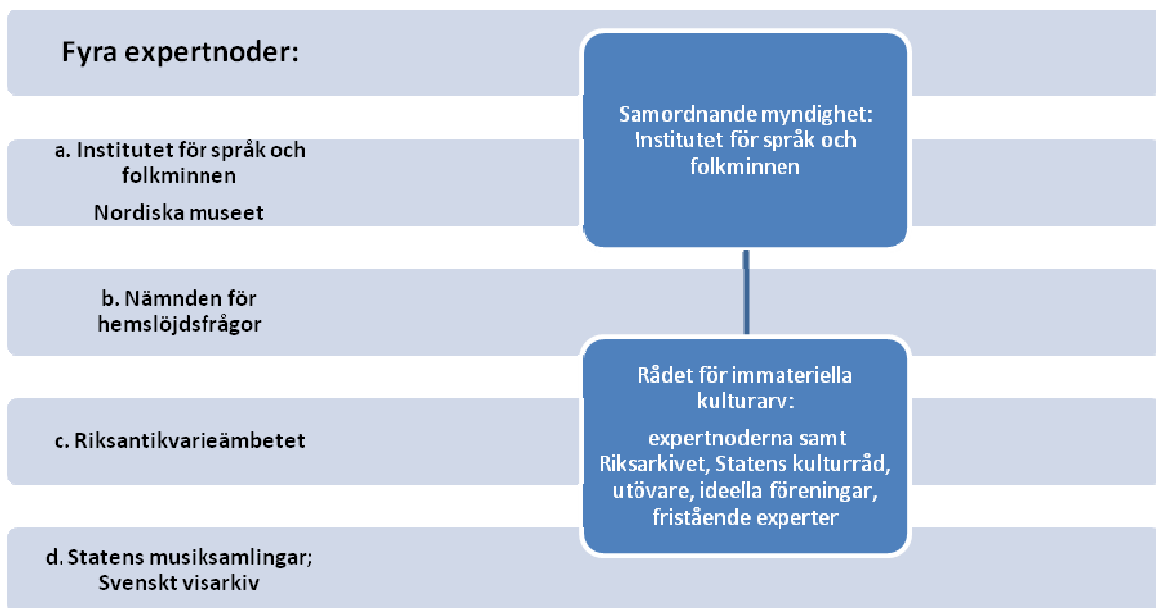 Fyra expertnoder:
a. Institutet för språk och
folkminnen
Nordiska museet
b. Nämnden för
hemslöjdsfrågor
c. Riksantikvarieämbetet
d. Statens musiksamlingar;
Svenskt visarkiv
Samordnande myndighet:
Institutet för språk och
folkminnen
Rådet för immateriella
kulturarv:
expertnoderna samt
Riksarkivet, Statens kulturråd,
utövare, ideella föreningar,
fristående experter